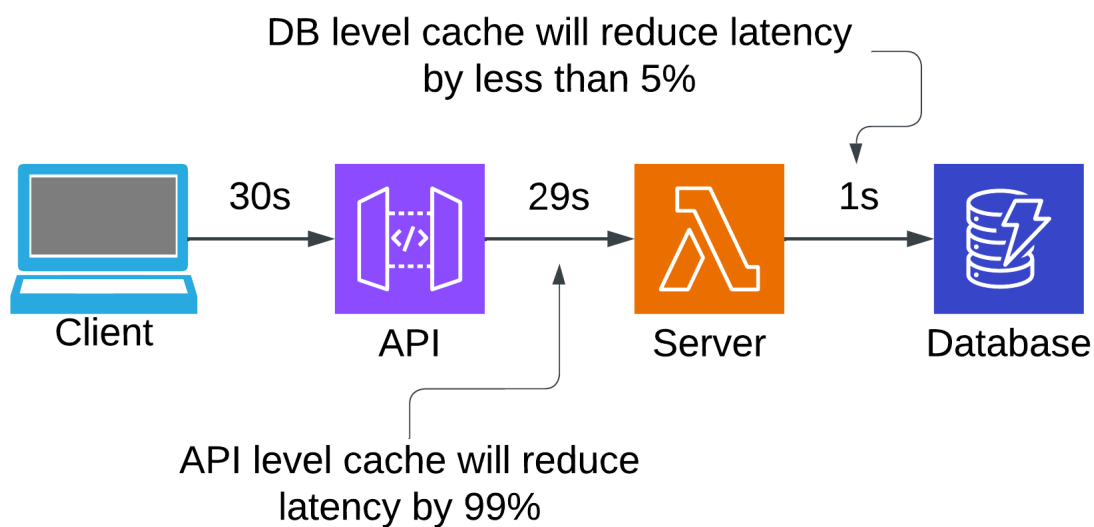 DB level cache will reduce latency
by less than 5%
30s
29s
1s
</>
Client
API
Server
Database
API level cache will reduce
latency by 99%